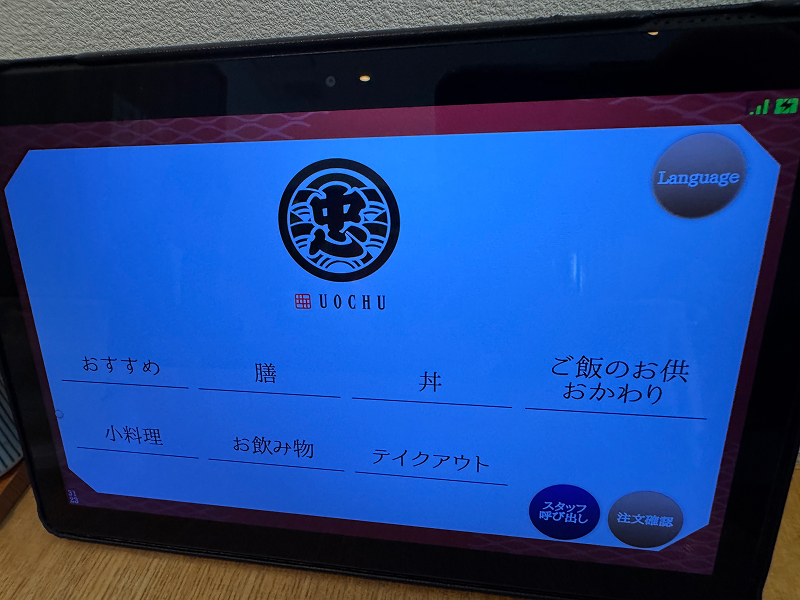 Language
忠
UOCHU
おすすめ
膳
丼
ご飯のお供
おかわり
小料理
お飲み物
テイクアウト
スタッフ
呼び出し
注文確認